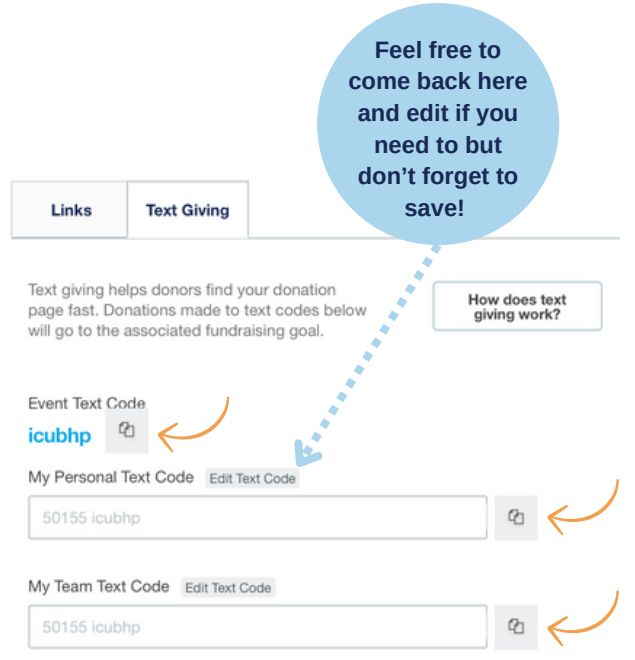 Feel free to
come back here
and edit if you
need to but
don’t forget to
save!
Links
Text Giving
Text giving helps donors find your donation
page fast. Donations made to text codes below
will go to the associated fundraising goal.
How does text
giving work?
Event Text Code
icubhp
My Personal Text Code Edit Text Code
50155 icubhp
My Team Text Code Edit Text Code
50155 icubhp